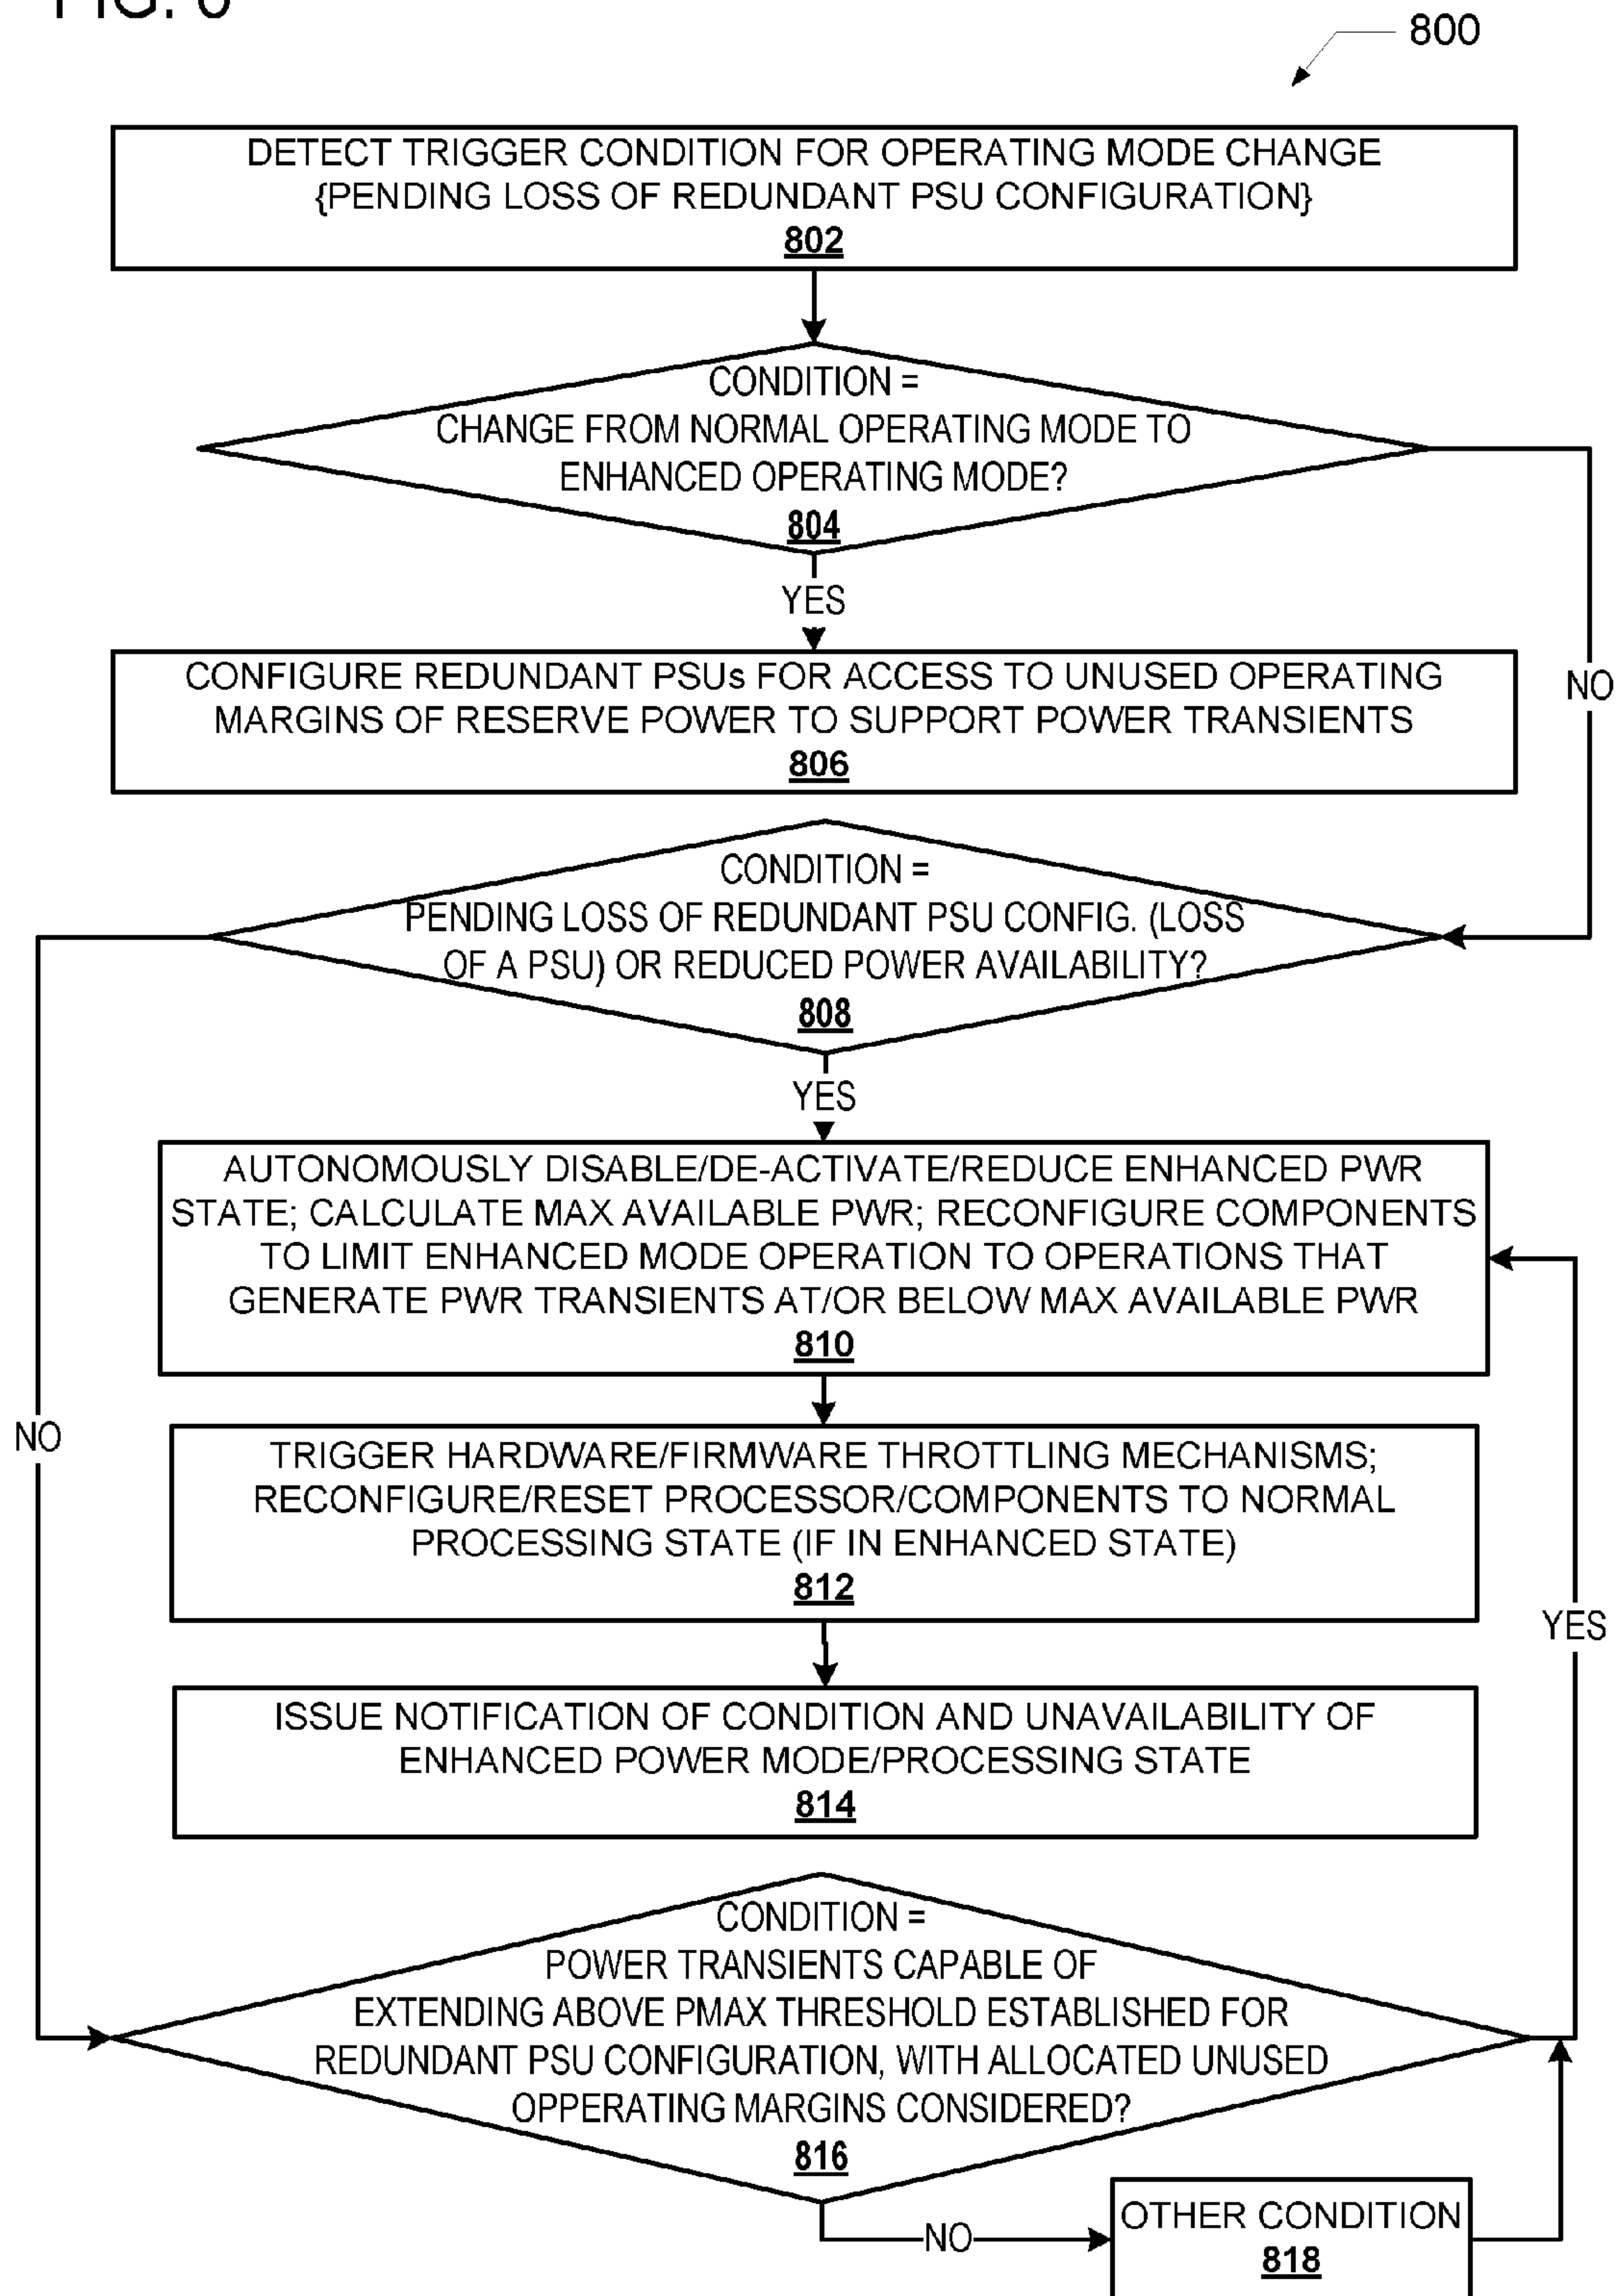 FIG. 8
800
DETECT TRIGGER CONDITION FOR OPERATING MODE CHANGE
{PENDING LOSS OF REDUNDANT PSU CONFIGURATION}
802
CONDITION =
CHANGE FROM NORMAL OPERATING MODE TO
ENHANCED OPERATING MODE?
804
YES
NO
CONFIGURE REDUNDANT PSUs FOR ACCESS TO UNUSED OPERATING
MARGINS OF RESERVE POWER TO SUPPORT POWER TRANSIENTS
806
CONDITION =
PENDING LOSS OF REDUNDANT PSU CONFIG. (LOSS
OF A PSU) OR REDUCED POWER AVAILABILITY?
808
YES
AUTONOMOUSLY DISABLE/DE-ACTIVATE/REDUCE ENHANCED PWR
STATE; CALCULATE MAX AVAILABLE PWR; RECONFIGURE COMPONENTS
TO LIMIT ENHANCED MODE OPERATION TO OPERATIONS THAT
GENERATE PWR TRANSIENTS AT/OR BELOW MAX AVAILABLE PWR
810
NO
TRIGGER HARDWARE/FIRMWARE THROTTLING MECHANISMS;
RECONFIGURE/RESET PROCESSOR/COMPONENTS TO NORMAL
PROCESSING STATE (IF IN ENHANCED STATE)
812
YES
ISSUE NOTIFICATION OF CONDITION AND UNAVAILABILITY OF
ENHANCED POWER MODE/PROCESSING STATE
814
CONDITION =
POWER TRANSIENTS CAPABLE OF
EXTENDING ABOVE PMAX THRESHOLD ESTABLISHED FOR
REDUNDANT PSU CONFIGURATION, WITH ALLOCATED UNUSED
OPPERATING MARGINS CONSIDERED?
816
NO
OTHER CONDITION
818